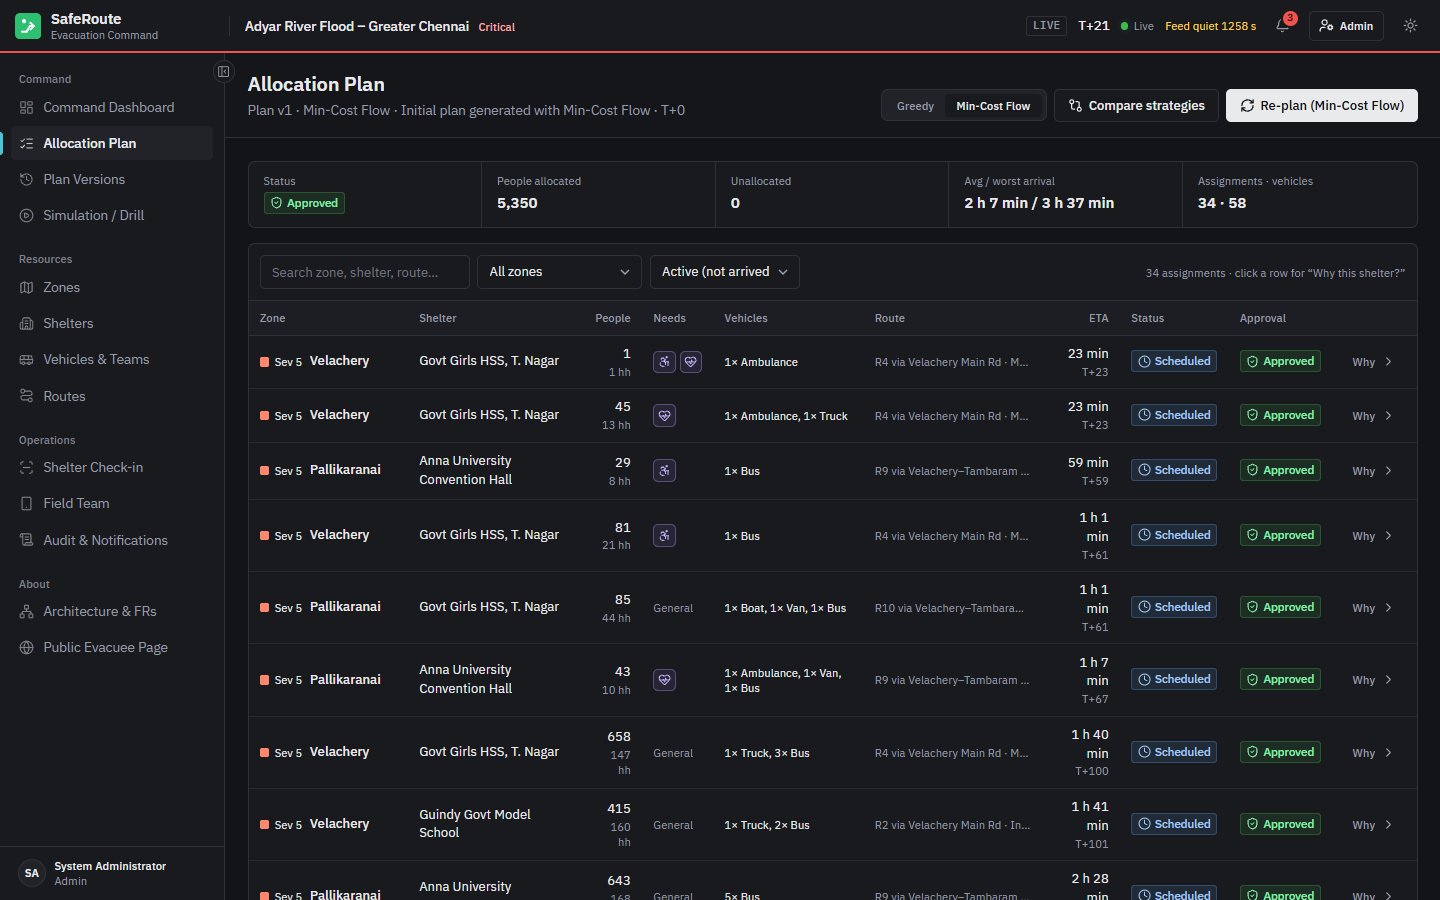 SafeRoute
Evacuation Command
Adyar River Flood – Greater Chennai Critical
LIVE T+21 Live Feed quiet 1258 s 3 Admin
Command
Command Dashboard
Allocation Plan
Plan Versions
Simulation / Drill
Resources
Zones
Shelters
Vehicles & Teams
Routes
Operations
Shelter Check-in
Field Team
Audit & Notifications
About
Architecture & FRs
Public Evacuee Page
SA System Administrator
Admin
Allocation Plan
Plan v1 · Min-Cost Flow · Initial plan generated with Min-Cost Flow · T+0
Greedy Min-Cost Flow Compare strategies Re-plan (Min-Cost Flow)
Status People allocated Unallocated Avg / worst arrival Assignments · vehicles
Approved 5,350 0 2 h 7 min / 3 h 37 min 34 · 58
Search zone, shelter, route... All zones Active (not arrived 34 assignments · click a row for “Why this shelter?”
Zone Shelter People Needs Vehicles Route ETA Status Approval
Sev 5 Velachery Govt Girls HSS, T. Nagar 1 1× Ambulance R4 via Velachery Main Rd · M... 23 min Scheduled Approved Why
1 hh T+23
Sev 5 Velachery Govt Girls HSS, T. Nagar 45 1× Ambulance, 1× Truck R4 via Velachery Main Rd · M... 23 min Scheduled Approved Why
13 hh T+23
Sev 5 Pallikaranai Anna University 29 1× Bus R9 via Velachery–Tambaram ... 59 min Scheduled Approved Why
Convention Hall 8 hh T+59
Sev 5 Velachery Govt Girls HSS, T. Nagar 81 1× Bus R4 via Velachery Main Rd · M... 1 h 1 Scheduled Approved Why
21 hh min
T+61
Sev 5 Pallikaranai Govt Girls HSS, T. Nagar 85 General 1× Boat, 1× Van, 1× Bus R10 via Velachery–Tambara... 1 h 1 Scheduled Approved Why
44 hh min
T+61
Sev 5 Pallikaranai Anna University 43 1× Ambulance, 1× Van, R9 via Velachery–Tambaram ... 1 h 7 Scheduled Approved Why
Convention Hall 10 hh 1× Bus min
T+67
Sev 5 Velachery Govt Girls HSS, T. Nagar 658 General 1× Truck, 3× Bus R4 via Velachery Main Rd · M... 1 h 40 Scheduled Approved Why
147 min
hh T+100
Sev 5 Velachery Guindy Govt Model 415 General 1× Truck, 2× Bus R2 via Velachery Main Rd · In... 1 h 41 Scheduled Approved Why
School 160 min
hh T+101
Sev 5 Pallikaranai Anna University 643 General 5× Bus R9 via Velachery–Tambaram ... 2 h 28 Scheduled Approved Why
168 min